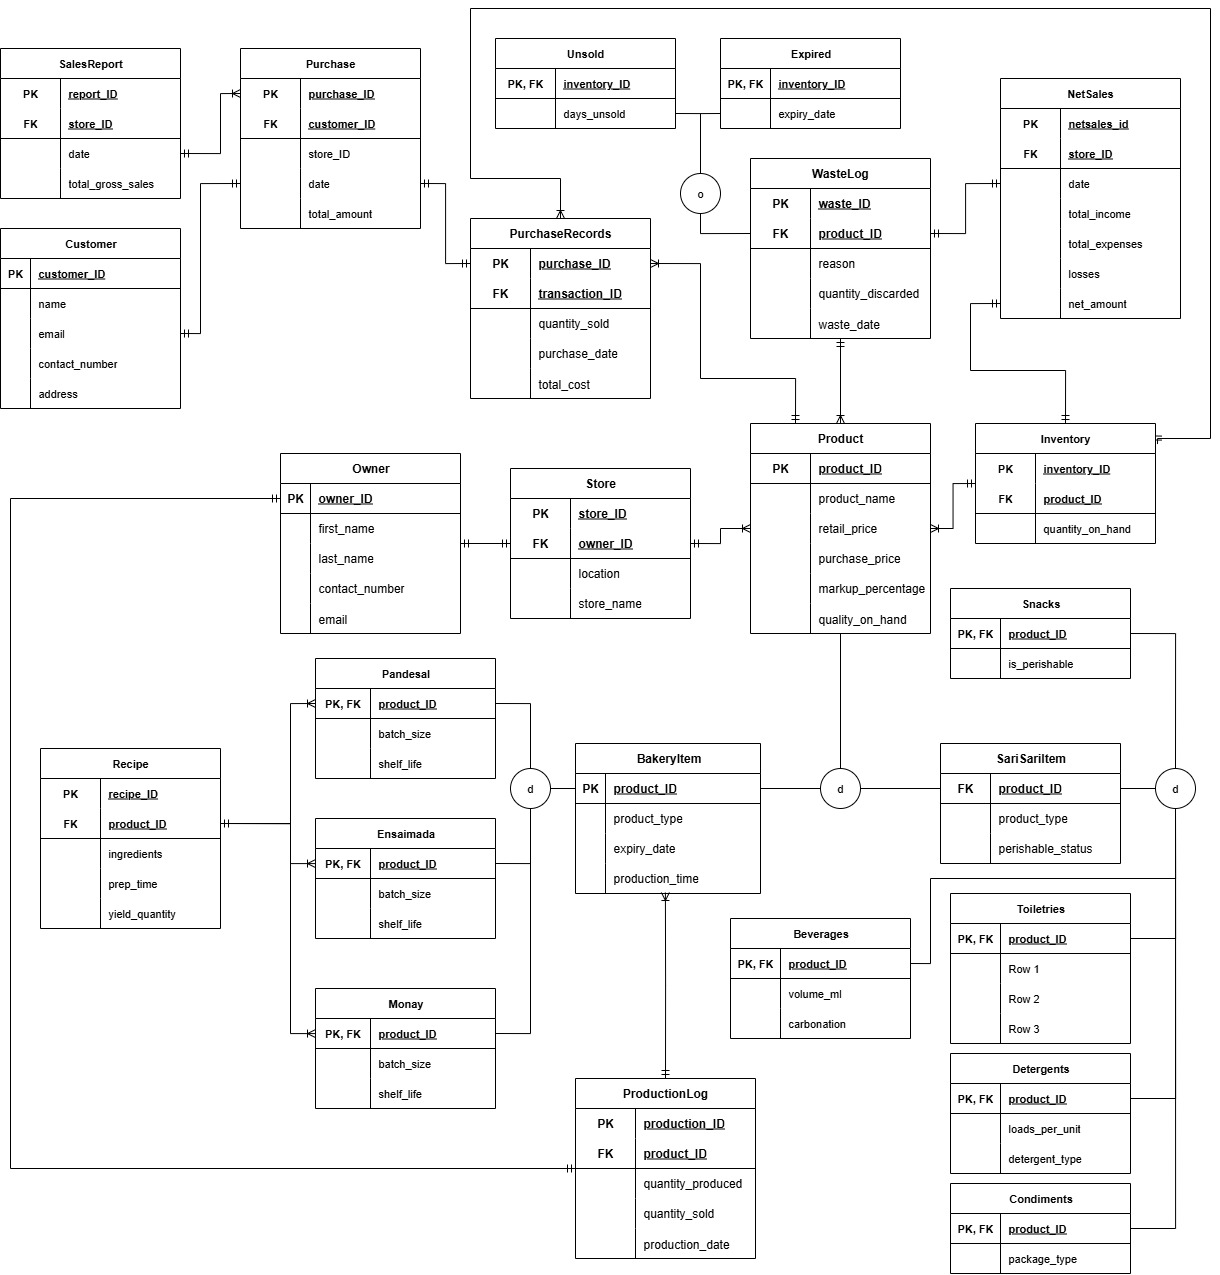 SalesReport
PK report_ID
FK store_ID
date
total_gross_sales
Purchase
PK purchase_ID
FK customer_ID
store_ID
date
total_amount
Unsold
PK, FK inventory_ID
days_unsold
Expired
PK, FK inventory_ID
expiry_date
o
NetSales
PK netsales_id
FK store_ID
date
total_income
total_expenses
losses
net_amount
WasteLog
PK waste_ID
FK product_ID
reason
quantity_discarded
waste_date
Customer
PK customer_ID
name
email
contact_number
address
PurchaseRecords
PK purchase_ID
FK transaction_ID
quantity_sold
purchase_date
total_cost
Owner
PK owner_ID
first_name
last_name
contact_number
email
Store
PK store_ID
FK owner_ID
location
store_name
Product
PK product_ID
product_name
retail_price
purchase_price
markup_percentage
quality_on_hand
Inventory
PK inventory_ID
FK product_ID
quantity_on_hand
Snacks
PK, FK product_ID
is_perishable
Pandesal
PK, FK product_ID
batch_size
shelf_life
Recipe
PK recipe_ID
FK product_ID
ingredients
prep_time
yield_quantity
Ensaimada
PK, FK product_ID
batch_size
shelf_life
Monay
PK, FK product_ID
batch_size
shelf_life
d
BakeryItem
PK product_ID
product_type
expiry_date
production_time
d
SariSariItem
FK product_ID
product_type
perishable_status
d
Beverages
PK, FK product_ID
volume_ml
carbonation
Toiletries
PK, FK product_ID
Row 1
Row 2
Row 3
Detergents
PK, FK product_ID
loads_per_unit
detergent_type
ProductionLog
PK production_ID
FK product_ID
quantity_produced
quantity_sold
production_date
Condiments
PK, FK product_ID
package_type